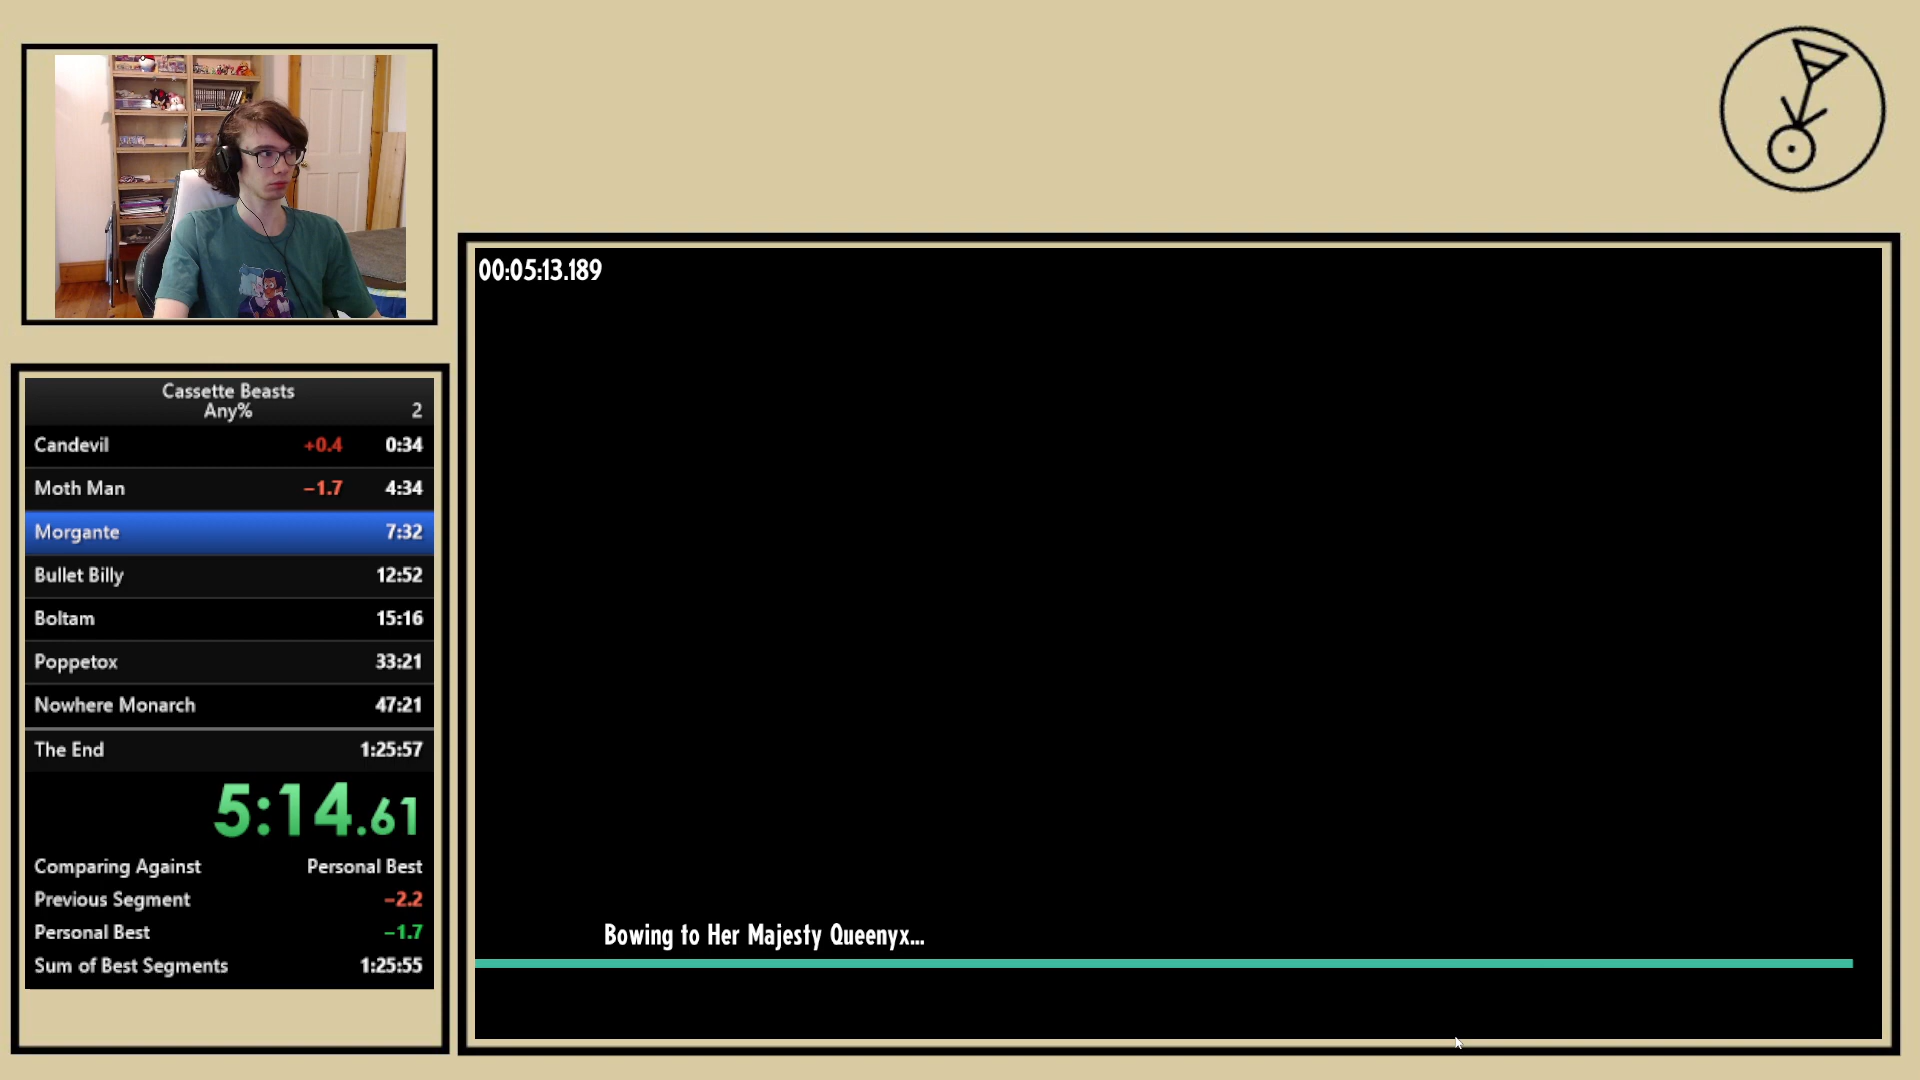 00:05:13.189
Cassette Beasts
Any% 2
Candevil +0.4 0:34
Moth Man −1.7 4:34
Morgante 7:32
Bullet Billy 12:52
Boltam 15:16
Poppetox 33:21
Nowhere Monarch 47:21
The End 1:25:57
5:14.61
Comparing Against Personal Best
Previous Segment −2.2
Personal Best −1.7
Sum of Best Segments 1:25:55
Bowing to Her Majesty Queenyx...